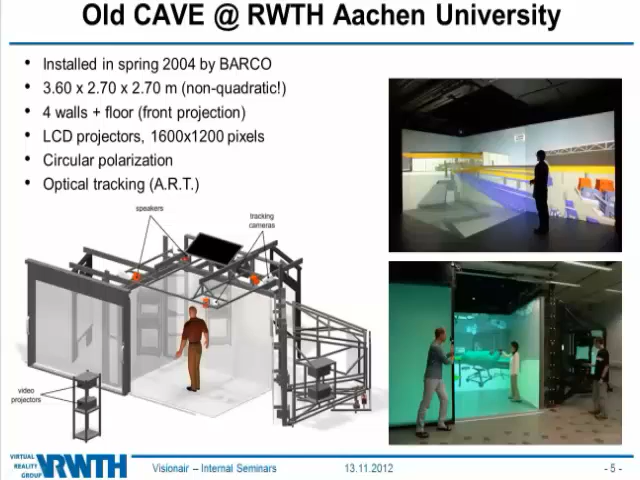 Old CAVE @ RWTH Aachen University
• Installed in spring 2004 by BARCO
• 3.60 x 2.70 x 2.70 m (non-quadratic!)
• 4 walls + floor (front projection)
• LCD projectors, 1600x1200 pixels
• Circular polarization
• Optical tracking (A.R.T.)
speakers
tracking
cameras
video
projectors
VIRTUAL
REALITY
GROUP
RWTH
Visionair – Internal Seminars
13.11.2012
- 5 -